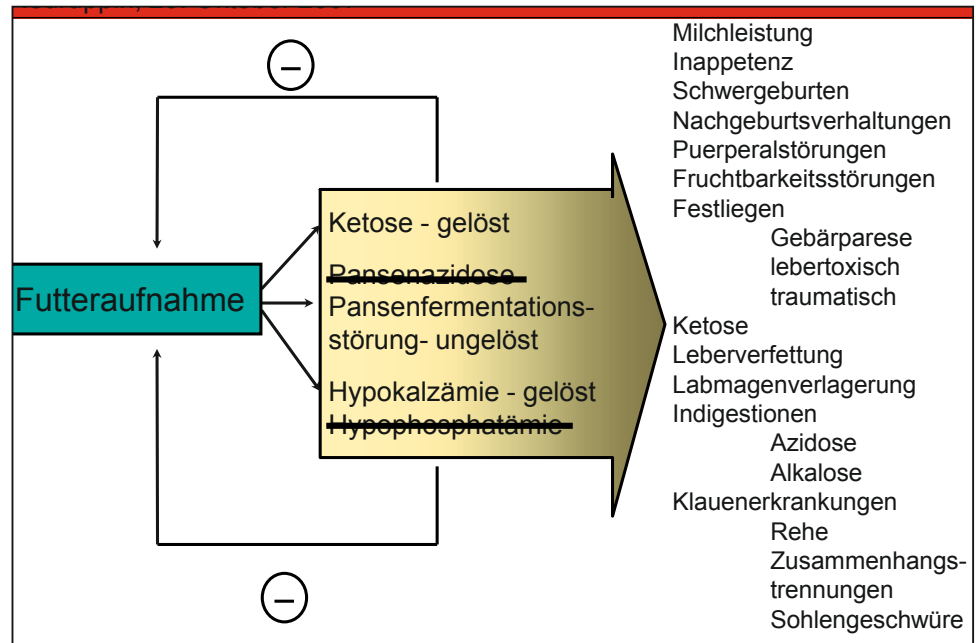 Futteraufnahme
Ketose - gelöst
Pansenazidose
Pansenfermentations-
störung- ungelöst
Hypokalzämie - gelöst
Hypophosphatämie
Milchleistung
Inappetenz
Schwergeburten
Nachgeburtsverhaltungen
Puerperalstörungen
Fruchtbarkeitsstörungen
Festliegen
Gebärparese
lebertoxisch
traumatisch
Ketose
Leberverfettung
Labmagenverlagerung
Indigestionen
Azidose
Alkalose
Klauenerkrankungen
Rehe
Zusammenhangs-
trennungen
Sohlengeschwüre